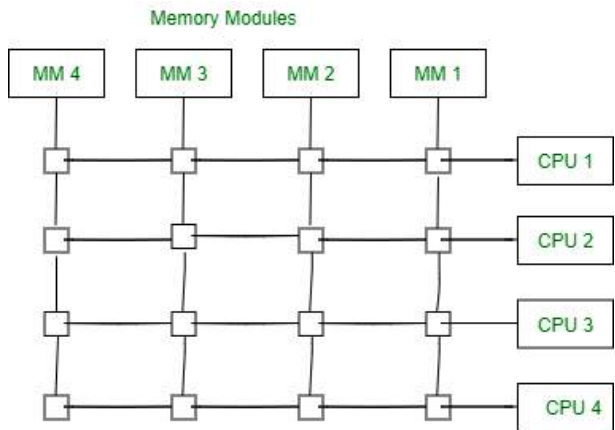 Memory Modules
MM 4 MM 3 MM 2 MM 1
CPU 1
CPU 2
CPU 3
CPU 4